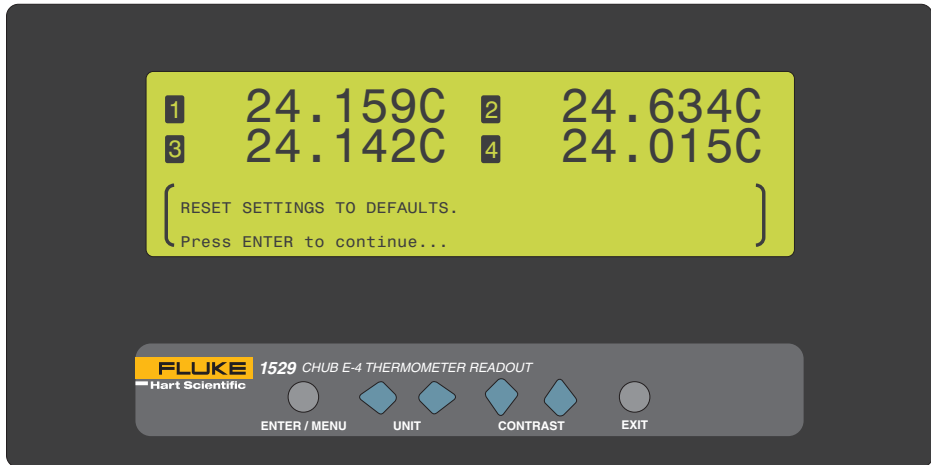 1 24.159C 2 24.634C
3 24.142C 4 24.015C
RESET SETTINGS TO DEFAULTS.
Press ENTER to continue...
FLUKE
Hart Scientific
1529 CHUB E-4 THERMOMETER READOUT
ENTER / MENU UNIT CONTRAST EXIT